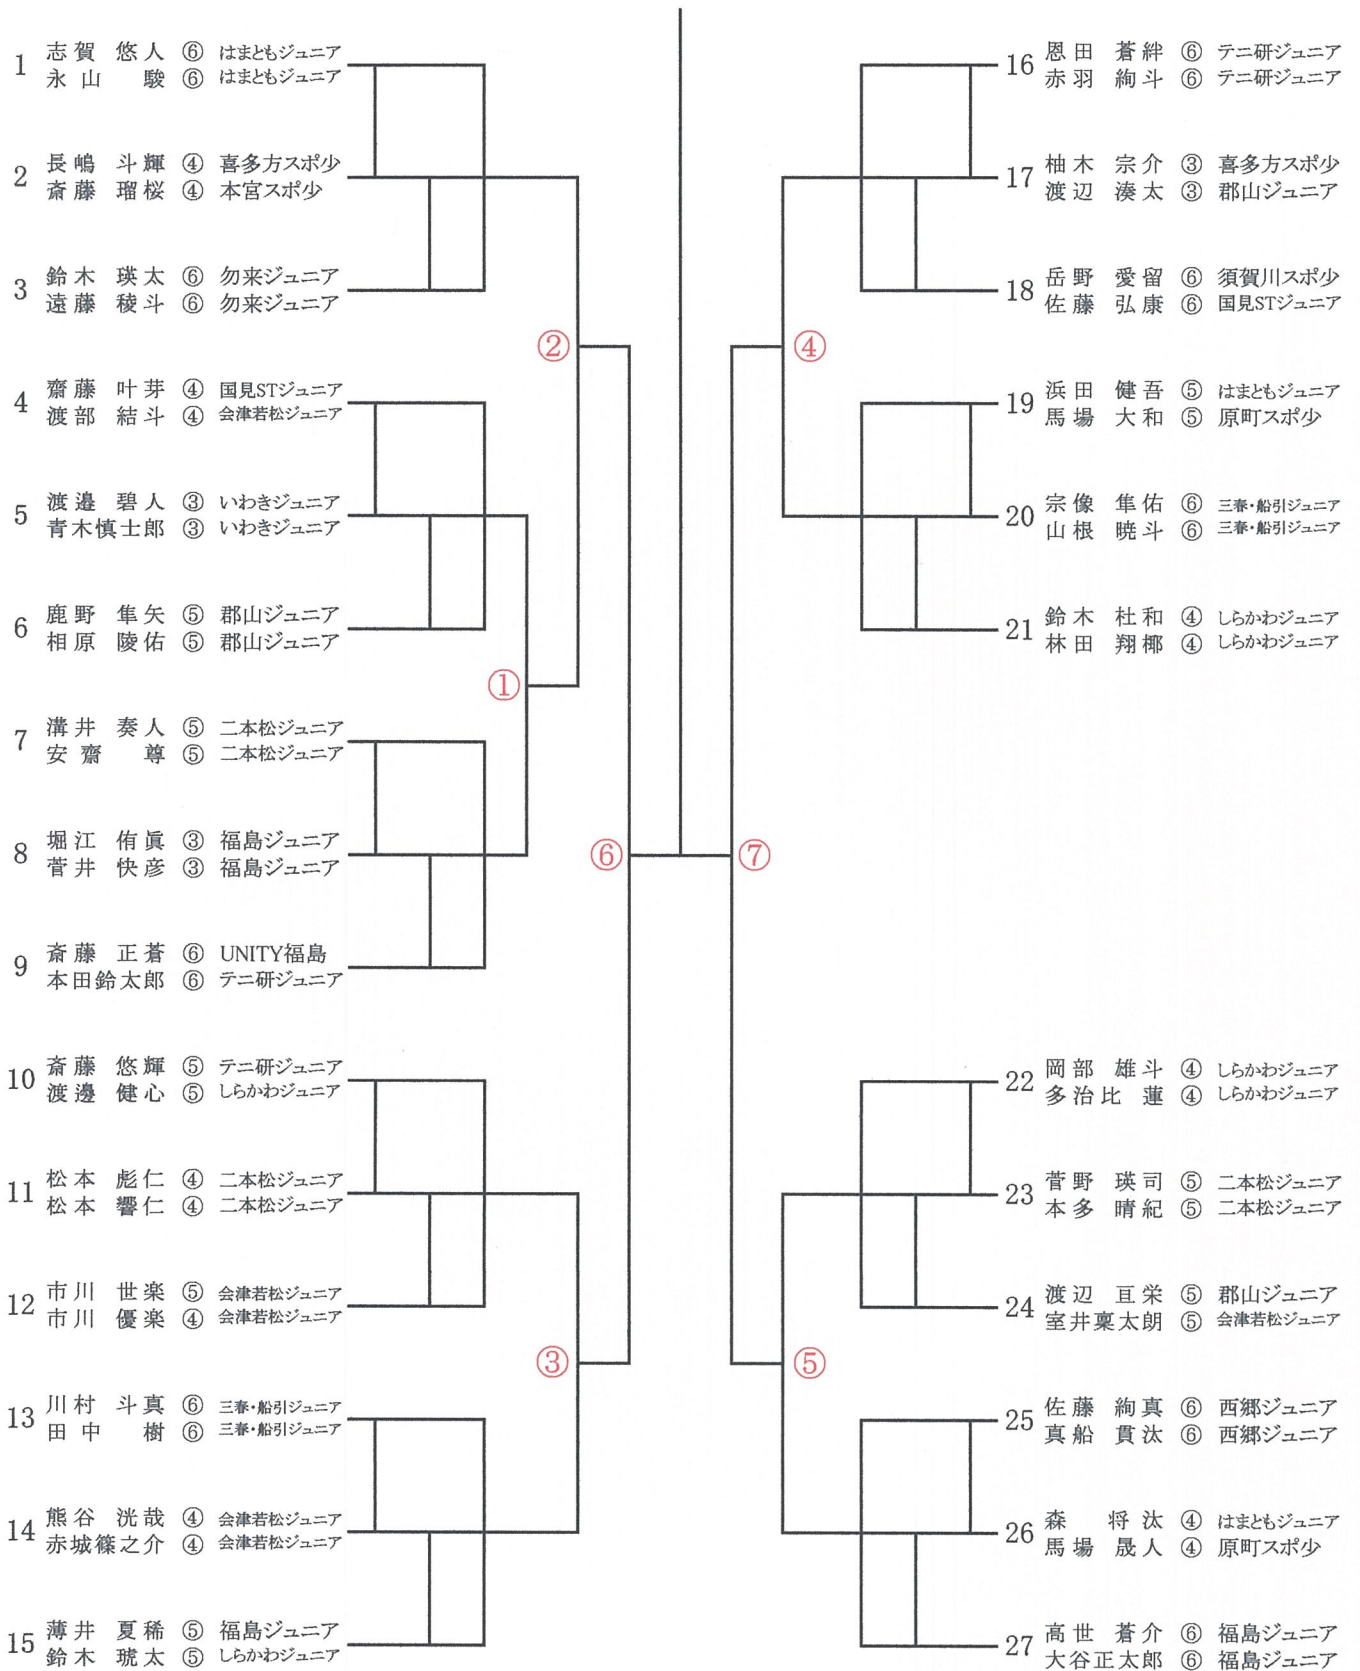 1 志賀 悠人 ⑥ はまともジュニア
永山 駿 ⑥ はまともジュニア
2 長嶋 斗輝 ④ 喜多方スポ少
斎藤 瑠桜 ④ 本宮スポ少
3 鈴木 瑛太 ⑥ 勿来ジュニア
遠藤 稜斗 ⑥ 勿来ジュニア
②
4 齋藤 叶芽 ④ 国見STジュニア
渡部 結斗 ④ 会津若松ジュニア
5 渡邉 碧人 ③ いわきジュニア
青木慎士郎 ③ いわきジュニア
6 鹿野 隼矢 ⑤ 郡山ジュニア
相原 陵佑 ⑤ 郡山ジュニア
①
7 溝井 奏人 ⑤ 二本松ジュニア
安齋 尊 ⑤ 二本松ジュニア
8 堀江 侑眞 ③ 福島ジュニア
菅井 快彦 ③ 福島ジュニア
⑥
9 斎藤 正蒼 ⑥ UNITY福島
本田鈴太郎 ⑥ テニ研ジュニア
10 斎藤 悠輝 ⑤ テニ研ジュニア
渡邊 健心 ⑤ しらかわジュニア
11 松本 彪仁 ④ 二本松ジュニア
松本 響仁 ④ 二本松ジュニア
12 市川 世楽 ⑤ 会津若松ジュニア
市川 優楽 ④ 会津若松ジュニア
③
13 川村 斗真 ⑥ 三春・船引ジュニア
田中 樹 ⑥ 三春・船引ジュニア
14 熊谷 洸哉 ④ 会津若松ジュニア
赤城篠之介 ④ 会津若松ジュニア
15 薄井 夏稀 ⑤ 福島ジュニア
鈴木 琥太 ⑤ しらかわジュニア
16 恩田 蒼絆 ⑥ テニ研ジュニア
赤羽 絢斗 ⑥ テニ研ジュニア
17 柚木 宗介 ③ 喜多方スポ少
渡辺 湊太 ③ 郡山ジュニア
18 岳野 愛留 ⑥ 須賀川スポ少
佐藤 弘康 ⑥ 国見STジュニア
④
19 浜田 健吾 ⑤ はまともジュニア
馬場 大和 ⑤ 原町スポ少
20 宗像 隼佑 ⑥ 三春・船引ジュニア
山根 暁斗 ⑥ 三春・船引ジュニア
21 鈴木 杜和 ④ しらかわジュニア
林田 翔椰 ④ しらかわジュニア
⑦
22 岡部 雄斗 ④ しらかわジュニア
多治比 蓮 ④ しらかわジュニア
23 菅野 瑛司 ⑤ 二本松ジュニア
本多 晴紀 ⑤ 二本松ジュニア
24 渡辺 亘栄 ⑤ 郡山ジュニア
室井稟太朗 ⑤ 会津若松ジュニア
⑤
25 佐藤 絢真 ⑥ 西郷ジュニア
真船 貫汰 ⑥ 西郷ジュニア
26 森 将汰 ④ はまともジュニア
馬場 晟人 ④ 原町スポ少
27 高世 蒼介 ⑥ 福島ジュニア
大谷正太郎 ⑥ 福島ジュニア